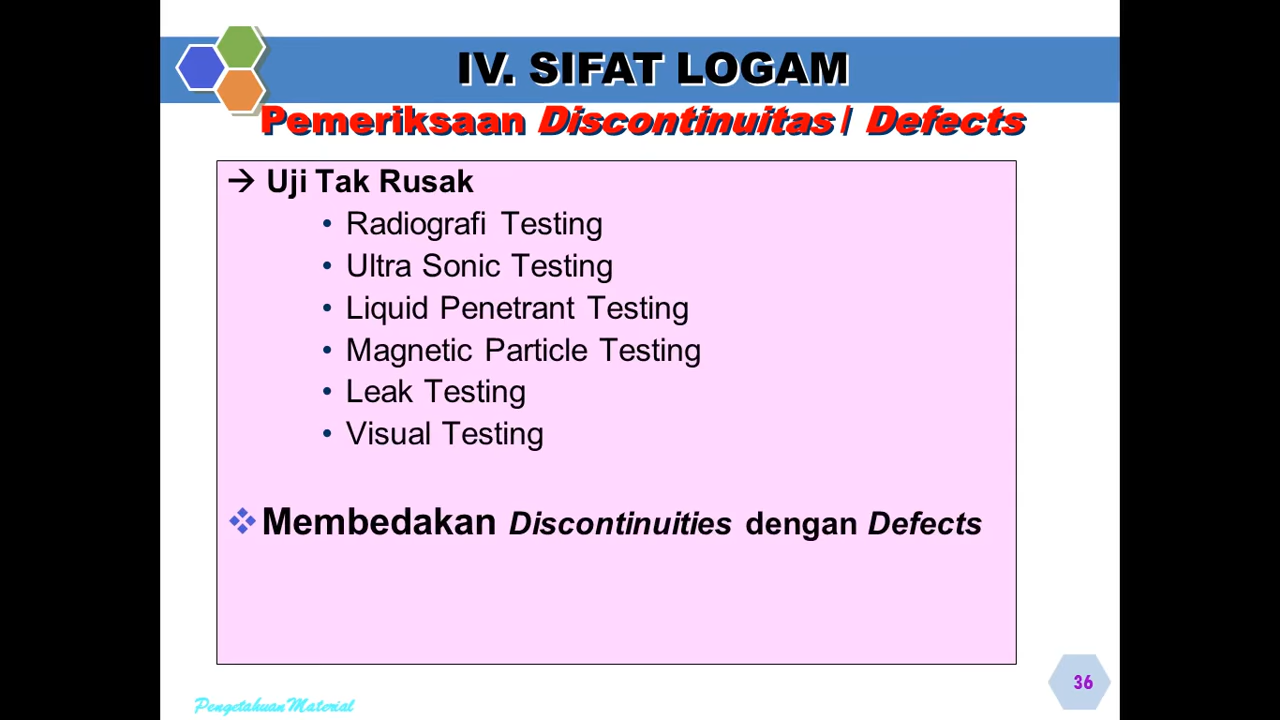 IV. SIFAT LOGAM
Pemeriksaan Discontinuitas / Defects
→ Uji Tak Rusak
• Radiografi Testing
• Ultra Sonic Testing
• Liquid Penetrant Testing
• Magnetic Particle Testing
• Leak Testing
• Visual Testing
❖ Membedakan Discontinuities dengan Defects
36
Pengetahuan Material